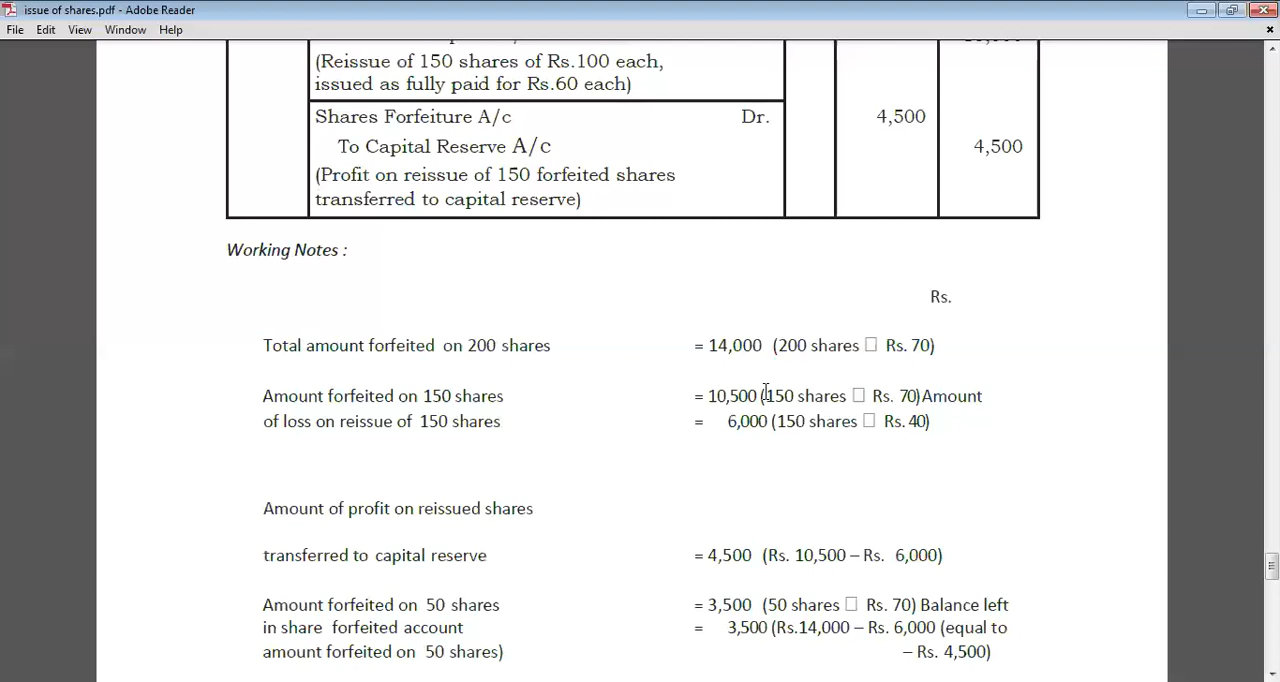 issue of shares.pdf - Adobe Reader
File Edit View Window Help
(Reissue of 150 shares of Rs.100 each,
issued as fully paid for Rs.60 each)
Shares Forfeiture A/c Dr. 4,500
To Capital Reserve A/c 4,500
(Profit on reissue of 150 forfeited shares
transferred to capital reserve)
Working Notes :
Rs.
Total amount forfeited on 200 shares = 14,000 (200 shares □ Rs. 70)
Amount forfeited on 150 shares = 10,500 (150 shares □ Rs. 70)Amount
of loss on reissue of 150 shares = 6,000 (150 shares □ Rs. 40)
Amount of profit on reissued shares
transferred to capital reserve = 4,500 (Rs. 10,500 – Rs. 6,000)
Amount forfeited on 50 shares = 3,500 (50 shares □ Rs. 70) Balance left
in share forfeited account = 3,500 (Rs.14,000 – Rs. 6,000 (equal to
amount forfeited on 50 shares) – Rs. 4,500)